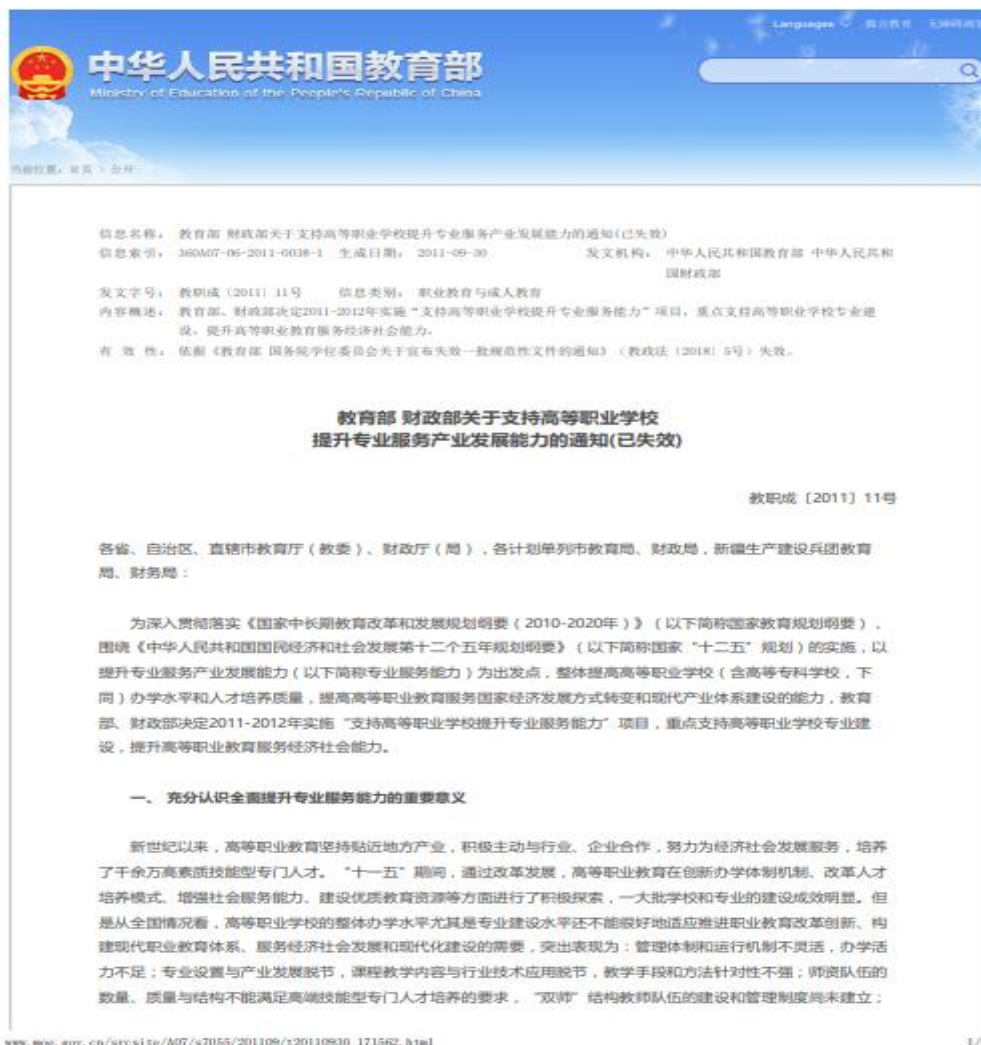 Languages
中华人民共和国教育部
Ministry of Education of the People's Republic of China
当前位置：首页 > 公开
信息名称： 教育部 财政部关于支持高等职业学校提升专业服务产业发展能力的通知(已失效)
信息索引： 360A07-06-2011-0038-1 生成日期： 2011-09-30 发文机构： 中华人民共和国教育部 中华人民共和
国财政部
发文字号： 教职成〔2011〕11号 信息类别： 职业教育与成人教育
内容概述： 教育部、财政部决定2011-2012年实施“支持高等职业学校提升专业服务能力”项目，重点支持高等职业学校专业建
设，提升高等职业教育服务经济社会能力。
有 效 性： 依据《教育部 国务院学位委员会关于宣布失效一批规范性文件的通知》（教政法〔2018〕5号）失效。
教育部 财政部关于支持高等职业学校
提升专业服务产业发展能力的通知(已失效)
教职成〔2011〕11号
各省、自治区、直辖市教育厅（教委）、财政厅（局），各计划单列市教育局、财政局，新疆生产建设兵团教育
局、财务局：
为深入贯彻落实《国家中长期教育改革和发展规划纲要（2010-2020年）》（以下简称国家教育规划纲要），
围绕《中华人民共和国国民经济和社会发展第十二个五年规划纲要》（以下简称国家“十二五”规划）的实施，以
提升专业服务产业发展能力（以下简称专业服务能力）为出发点，整体提高高等职业学校（含高等专科学校，下
同）办学水平和人才培养质量，提高高等职业教育服务国家经济发展方式转变和现代产业体系建设的能力，教育
部、财政部决定2011-2012年实施“支持高等职业学校提升专业服务能力”项目，重点支持高等职业学校专业建
设，提升高等职业教育服务经济社会能力。
一、 充分认识全面提升专业服务能力的重要意义
新世纪以来，高等职业教育坚持贴近地方产业，积极主动与行业、企业合作，努力为经济社会发展服务，培养
了千余万高素质技能型专门人才。“十一五”期间，通过改革发展，高等职业教育在创新办学体制机制、改革人才
培养模式、增强社会服务能力、建设优质教育资源等方面进行了积极探索，一大批学校和专业的建设成效明显。但
是从全国情况看，高等职业学校的整体办学水平尤其是专业建设水平还不能很好地适应推进职业教育改革创新、构
建现代职业教育体系、服务经济社会发展和现代化建设的需要，突出表现为：管理体制和运行机制不灵活，办学活
力不足；专业设置与产业发展脱节，课程教学内容与行业技术应用脱节，教学手段和方法针对性不强；师资队伍的
数量、质量与结构不能满足高端技能型专门人才培养的要求，“双师”结构教师队伍的建设和管理制度尚未建立；
www.moe.gov.cn/srcsite/A07/s7055/201109/t20110930_171562.html